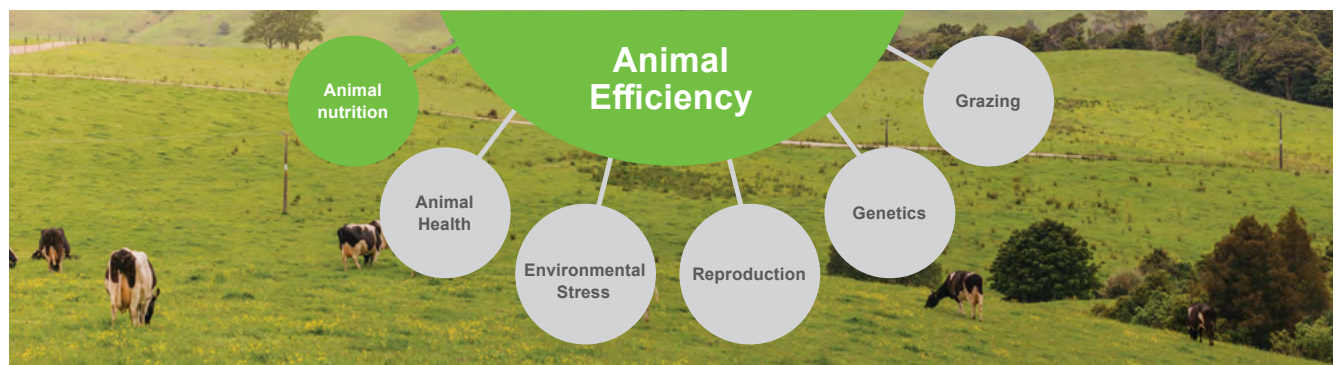 Animal
Efficiency
Animal
nutrition
Animal
Health
Environmental
Stress
Reproduction
Genetics
Grazing